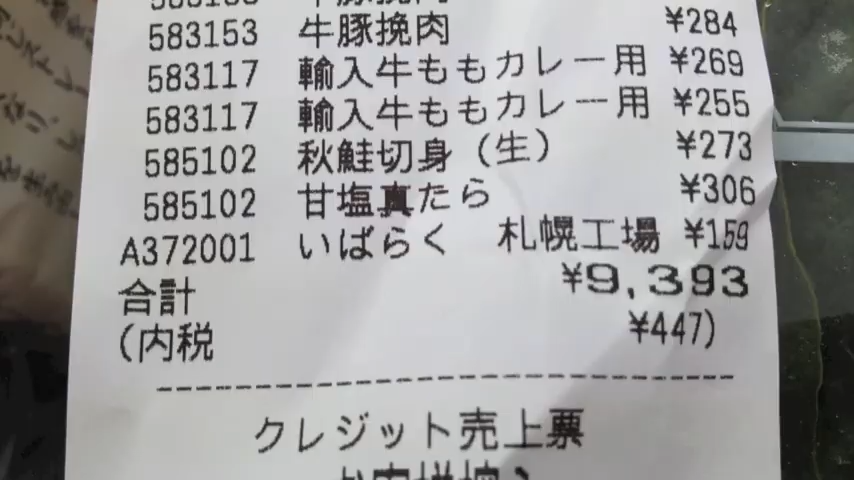 583153 牛豚挽肉 ¥284
583117 輸入牛ももカレー用 ¥269
583117 輸入牛ももカレー用 ¥255
585102 秋鮭切身(生) ¥273
585102 甘塩真たら ¥306
A372001 いばらく 札幌工場 ¥159
合計 ¥9,393
(内税 ¥447)
クレジット売上票